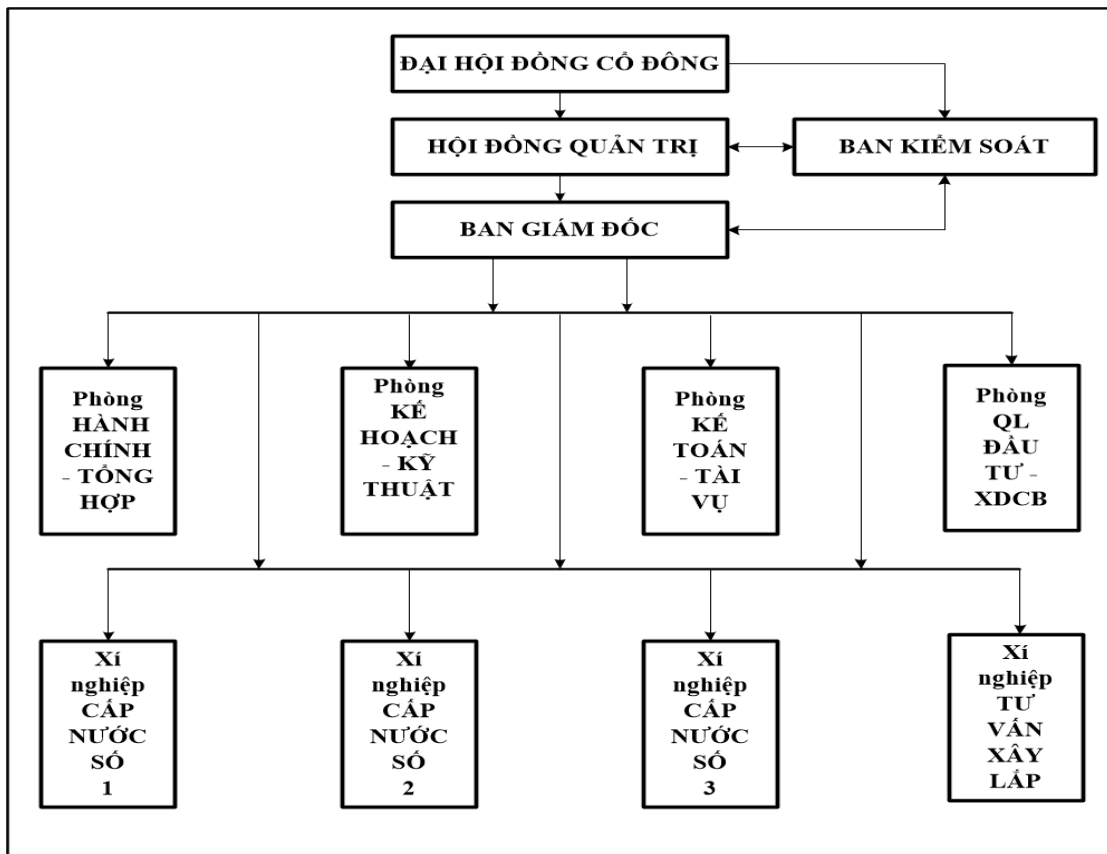 ĐẠI HỘI ĐỒNG CỔ ĐÔNG
HỘI ĐỒNG QUẢN TRỊ
BAN KIỂM SOÁT
BAN GIÁM ĐỐC
Phòng
HÀNH
CHÍNH
- TỔNG
HỢP
Phòng
KẾ
HOẠCH
- KỸ
THUẬT
Phòng
KẾ
TOÁN
- TÀI
VỤ
Phòng
QL
ĐẦU
TƯ -
XDCB
Xí
nghiệp
CẤP
NƯỚC
SỐ
1
Xí
nghiệp
CẤP
NƯỚC
SỐ
2
Xí
nghiệp
CẤP
NƯỚC
SỐ
3
Xí
nghiệp
TƯ
VẤN
XÂY
LẮP